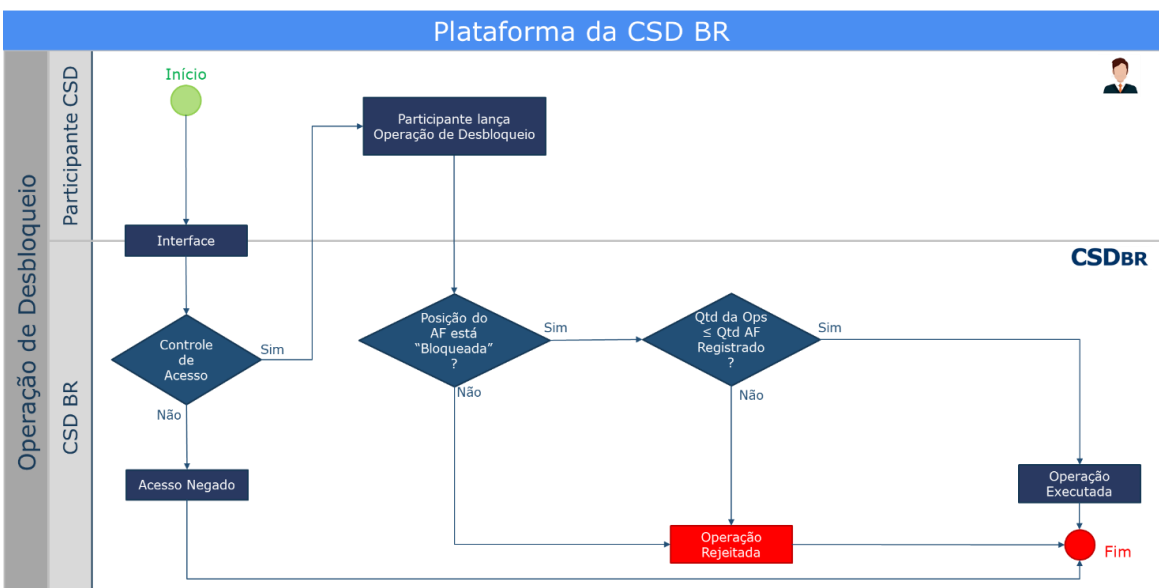 Plataforma da CSD BR
Operação de Desbloqueio
Participante CSD
CSD BR
Início
Participante lança
Operação de Desbloqueio
Interface
CSDBR
Controle
de
Acesso
Sim
Não
Posição do
AF está
"Bloqueada"
?
Sim
Não
Qtd da Ops
≤ Qtd AF
Registrado
?
Sim
Não
Acesso Negado
Operação
Executada
Operação
Rejeitada
Fim